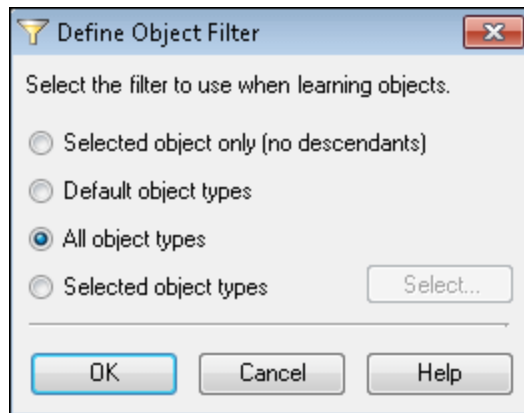 Define Object Filter
Select the filter to use when learning objects.
Selected object only (no descendants)
Default object types
All object types
Selected object types
Select...
OK
Cancel
Help